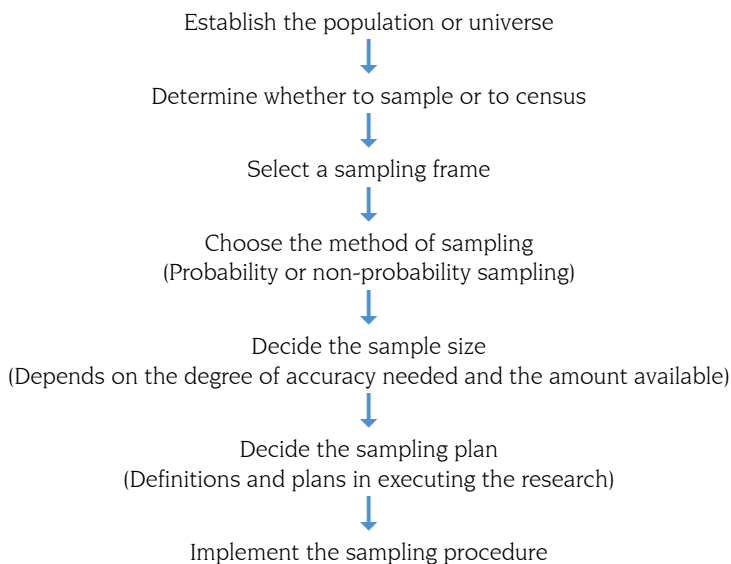 Establish the population or universe
Determine whether to sample or to census
Select a sampling frame
Choose the method of sampling
(Probability or non-probability sampling)
Decide the sample size
(Depends on the degree of accuracy needed and the amount available)
Decide the sampling plan
(Definitions and plans in executing the research)
Implement the sampling procedure